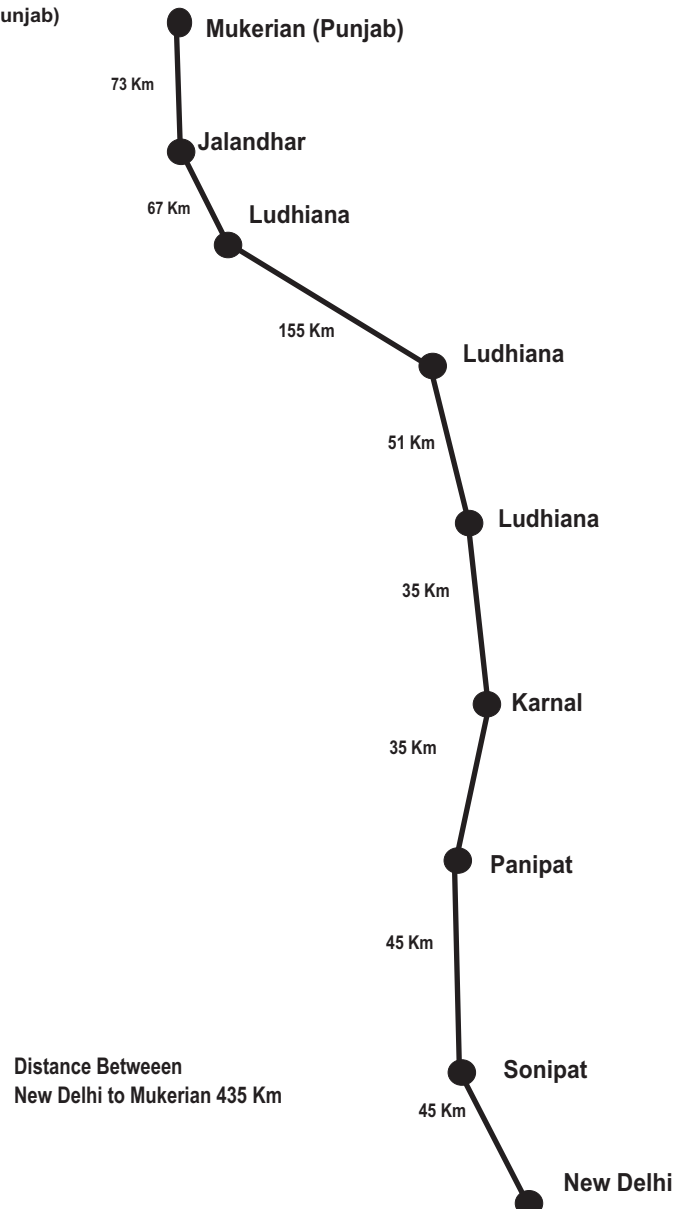 unjab)
Mukerian (Punjab)
73 Km
Jalandhar
67 Km
Ludhiana
155 Km
Ludhiana
51 Km
Ludhiana
35 Km
Karnal
35 Km
Panipat
45 Km
Distance Betweeen
New Delhi to Mukerian 435 Km
Sonipat
45 Km
New Delhi